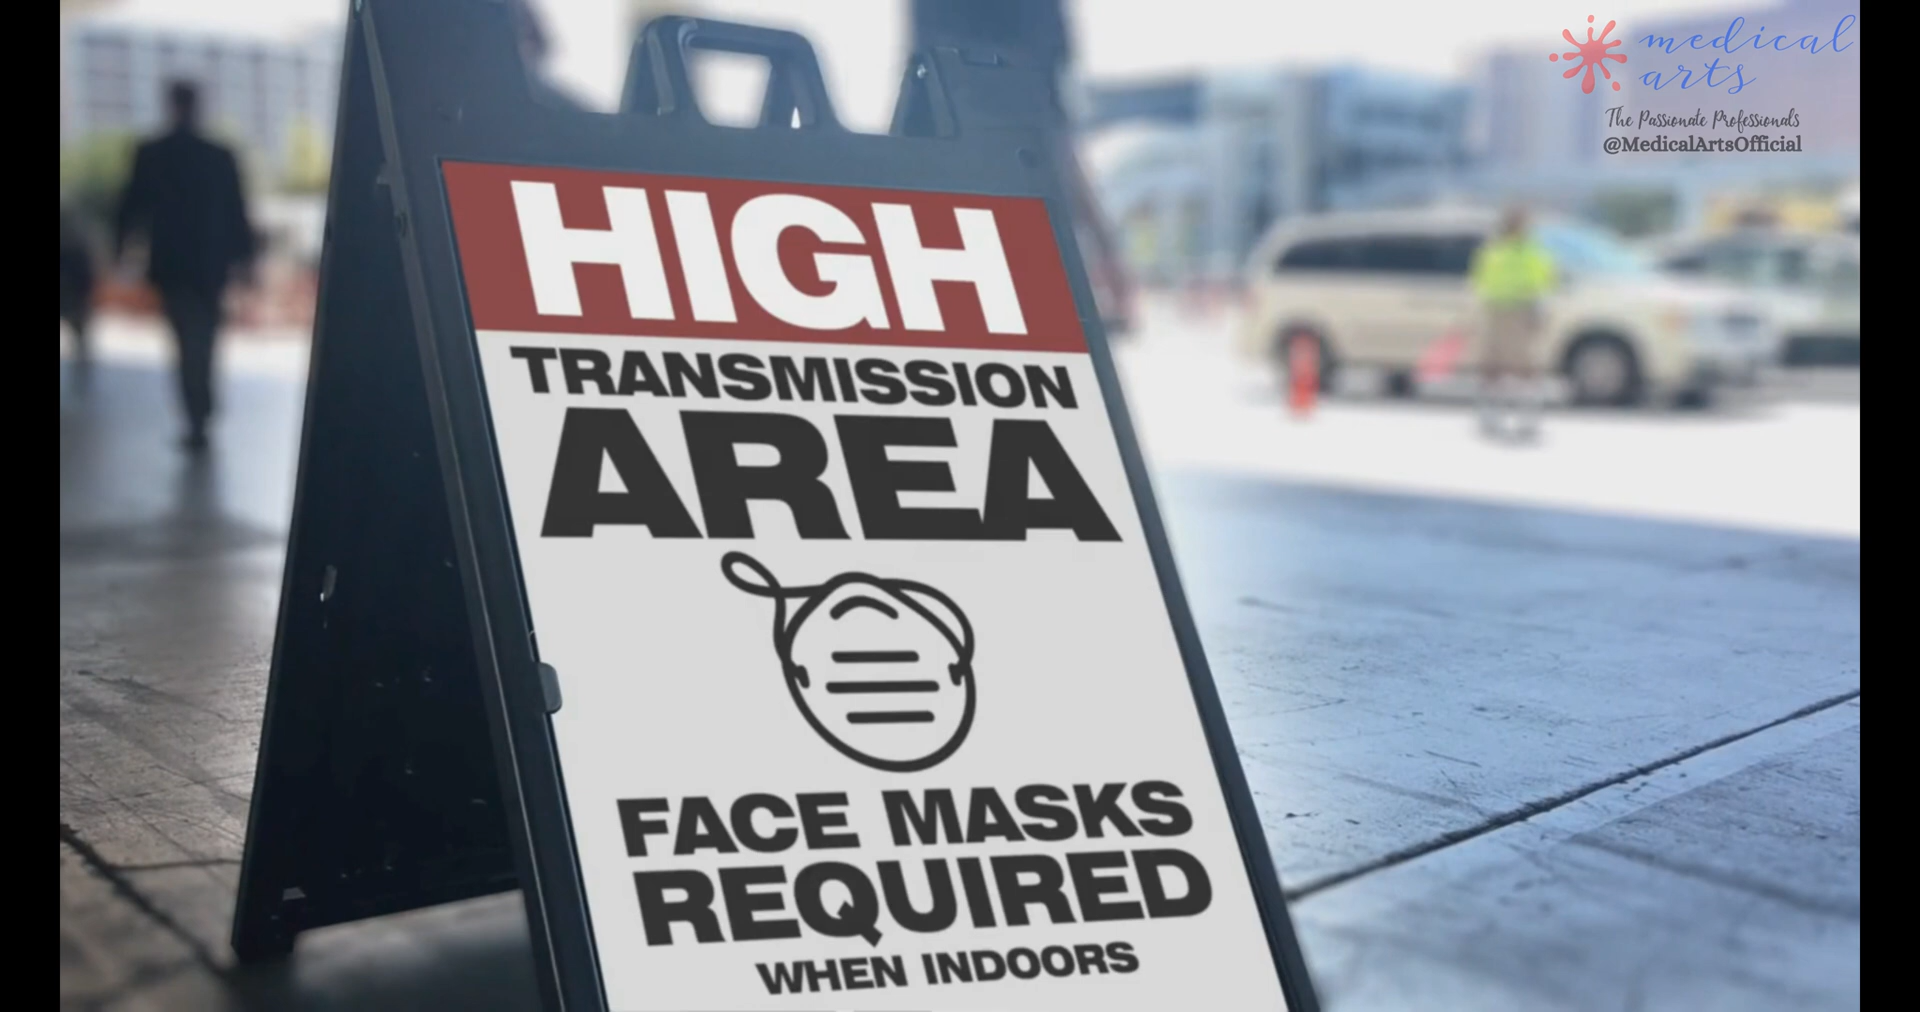 medical
arts
The Passionate Professionals
@MedicalArtsOfficial
HIGH
TRANSMISSION
AREA
FACE MASKS
REQUIRED
WHEN INDOORS